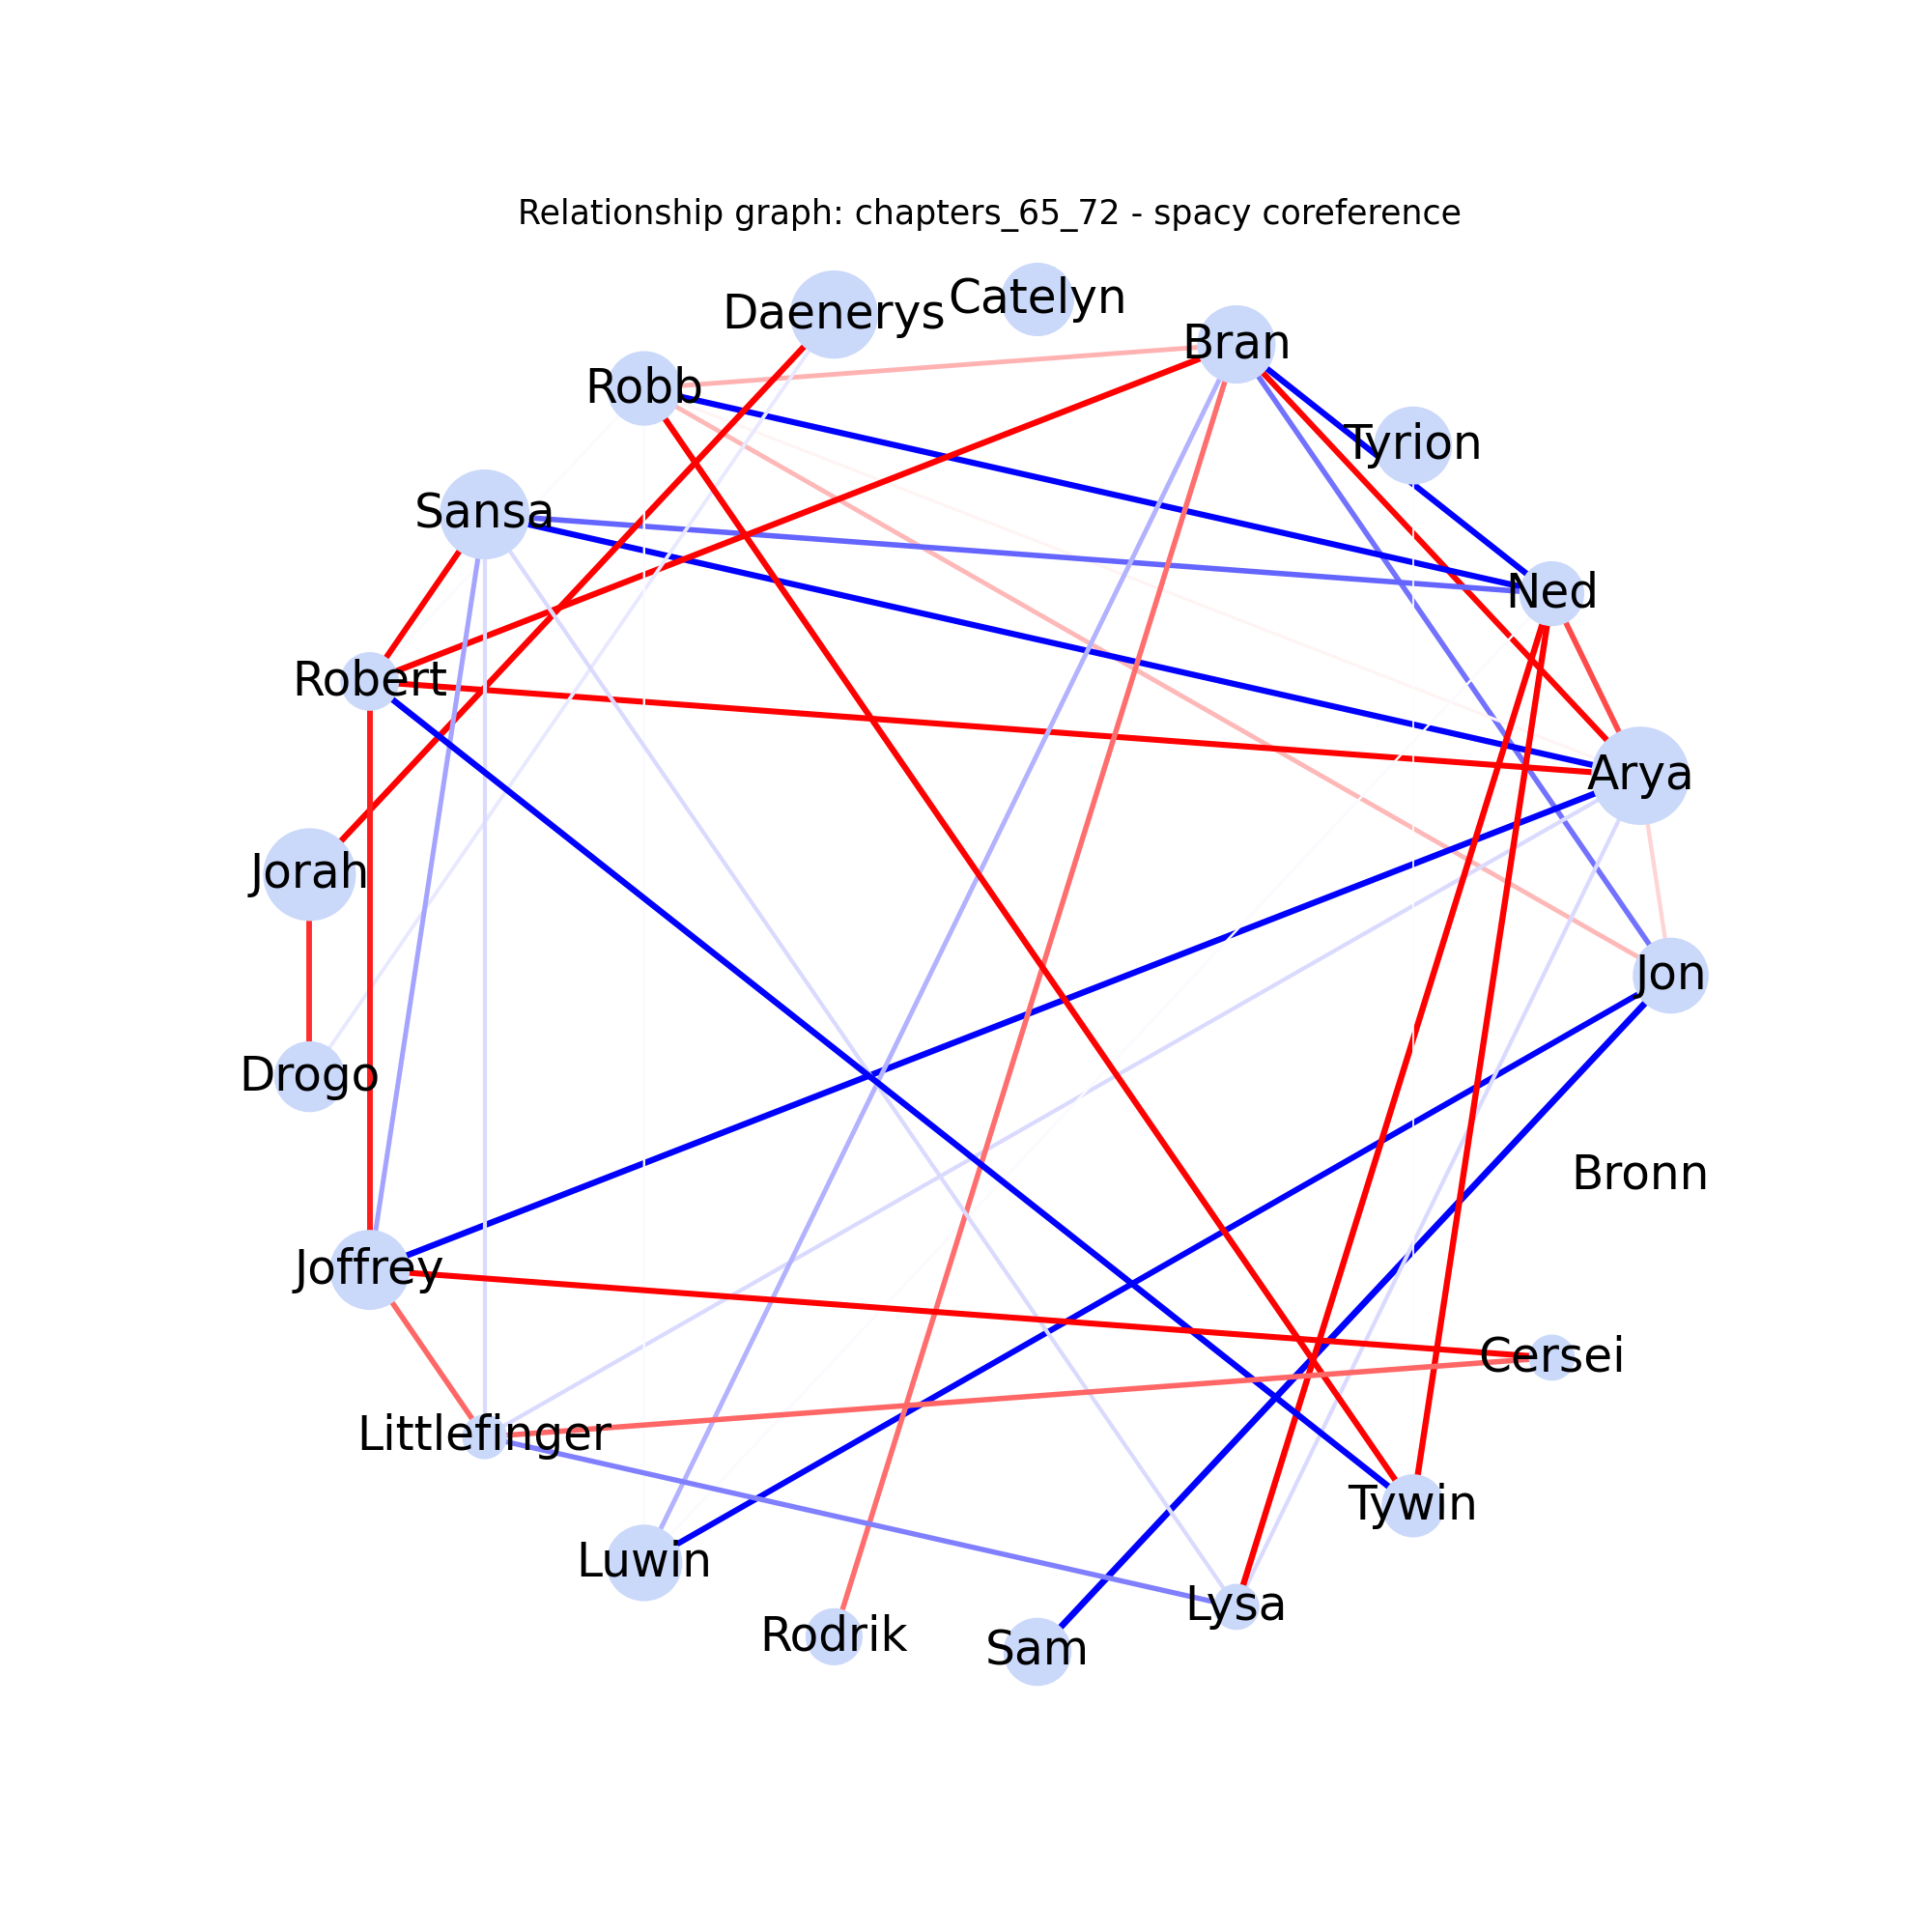 Relationship graph: chapters_65_72 - spacy coreference
Catelyn
Daenerys
Bran
Robb
Tyrion
Sansa
Ned
Robert
Arya
Jorah
Jon
Drogo
Bronn
Joffrey
Cersei
Littlefinger
Tywin
Luwin
Lysa
Rodrik
Sam